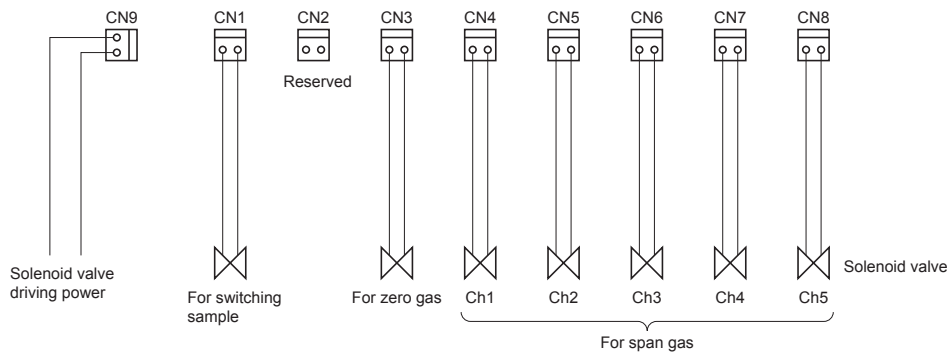 CN9
CN1
CN2
CN3
CN4
CN5
CN6
CN7
CN8
Reserved
Solenoid valve
driving power
For switching
sample
For zero gas
Ch1
Ch2
Ch3
Ch4
Ch5
Solenoid valve
For span gas